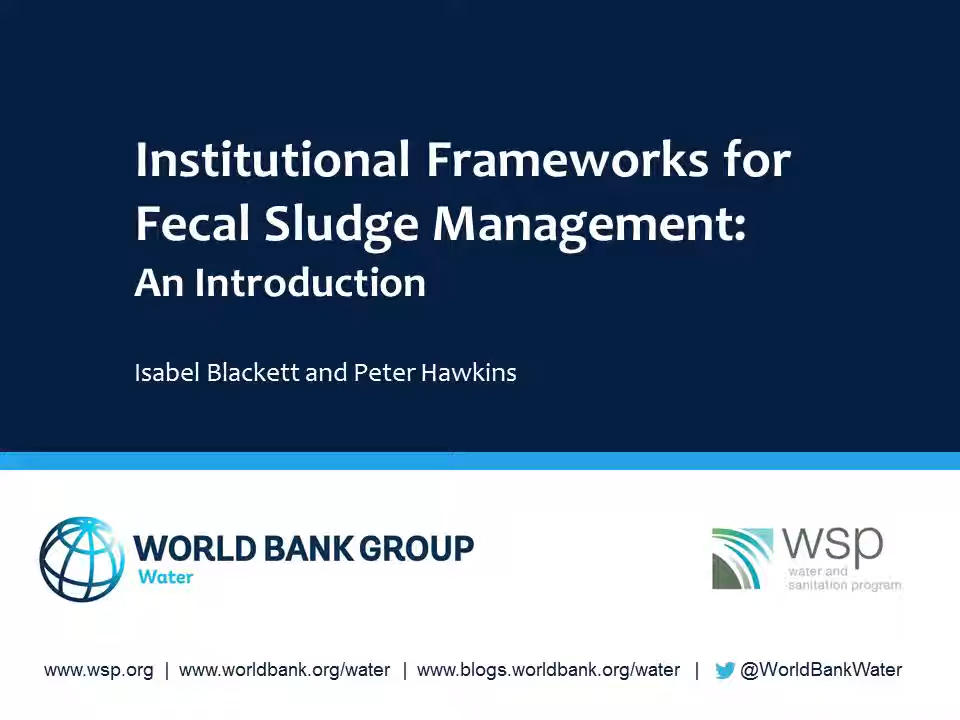 Institutional Frameworks for
Fecal Sludge Management:
An Introduction
Isabel Blackett and Peter Hawkins
WORLD BANK GROUP
Water
wsp
water and
sanitation program
www.wsp.org | www.worldbank.org/water | www.blogs.worldbank.org/water | @WorldBankWater